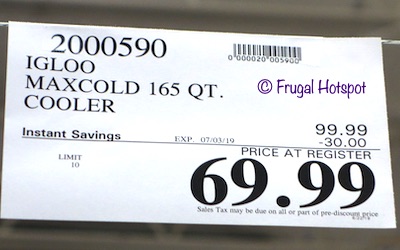 2000590
0 000020 005900
IGLOO
MAXCOLD 165 QT.
COOLER
© Frugal Hotspot
99.99
Instant Savings EXP. 07/03/19 -30.00
PRICE AT REGISTER
LIMIT
10
69.99
Sales Tax may be due on all or part of pre-discount price